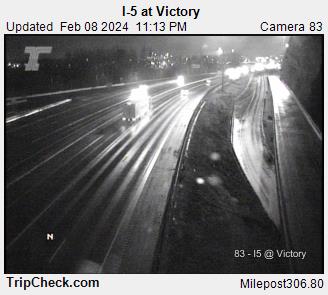 I-5 at Victory
Updated Feb 08 2024 11:13 PM Camera 83
T
N
83 - I5 @ Victory
TripCheck.com Milepost306.80